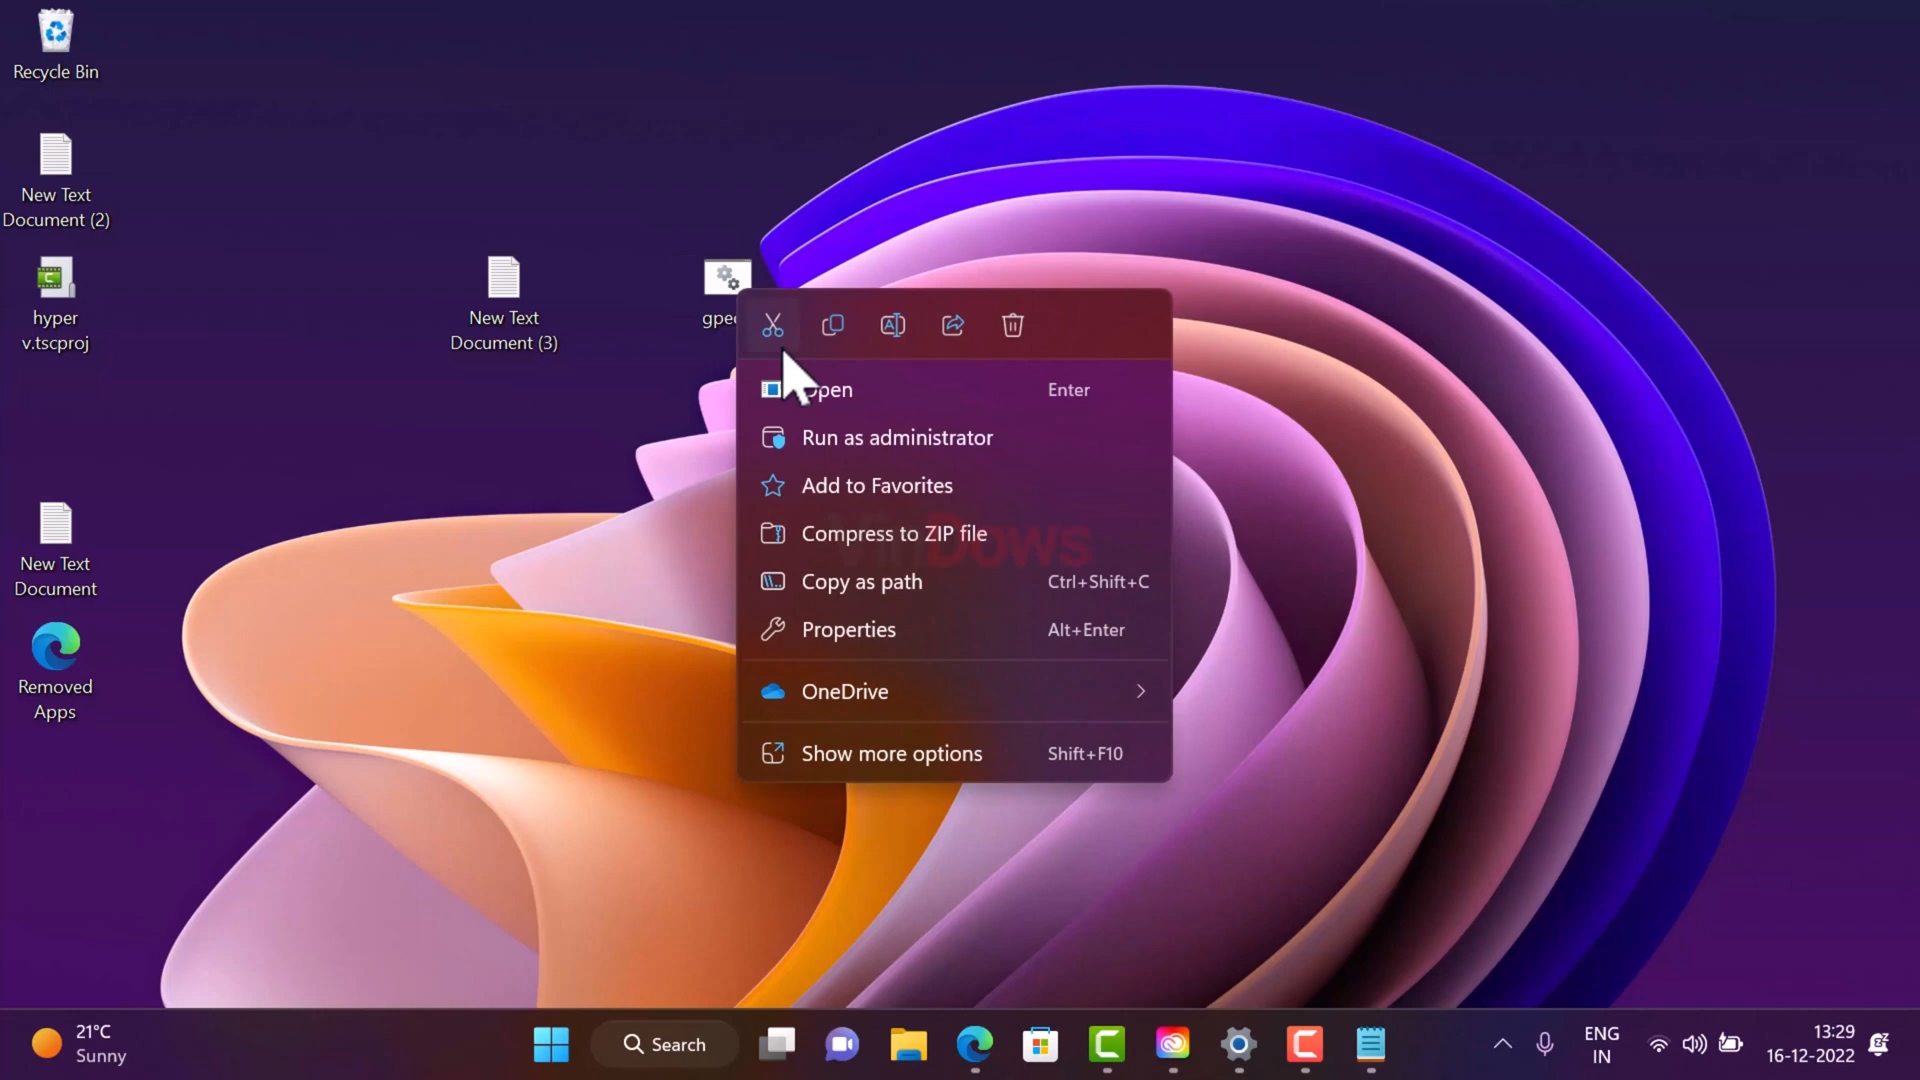 Recycle Bin
New Text
Document (2)
hyper
v.tscproj
New Text
Document (3)
New Text
Document
Removed
Apps
Enter
Run as administrator
Add to Favorites
Compress to ZIP file
Copy as path
Ctrl+Shift+C
Properties
Alt+Enter
OneDrive
Show more options
Shift+F10
21°C
Sunny
Search
ENG
IN
13:29
16-12-2022